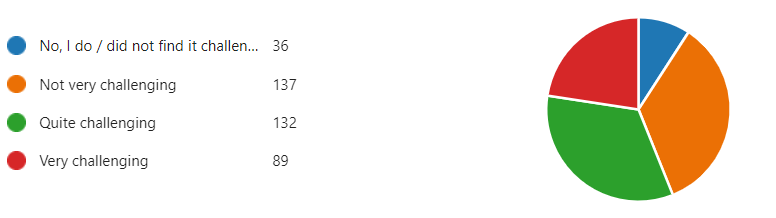 No, I do / did not find it challen... 36
Not very challenging 137
Quite challenging 132
Very challenging 89